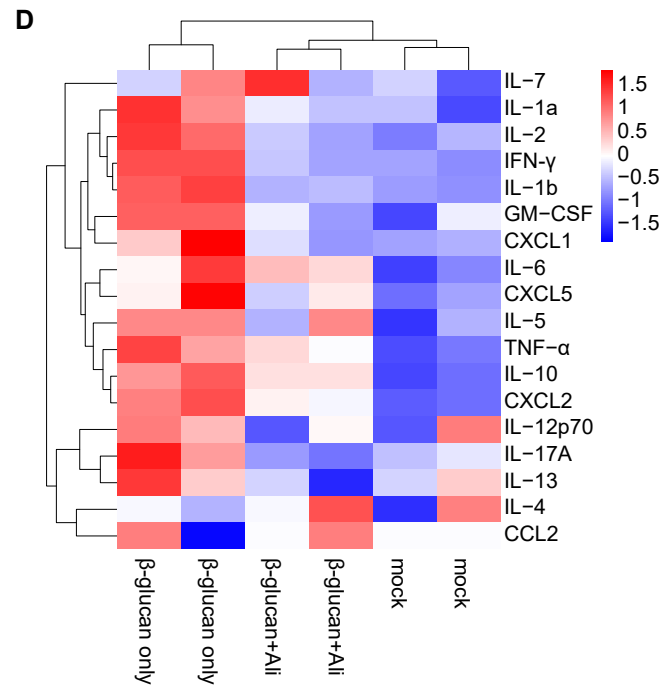 D
IL−7
IL−1a
IL−2
IFN−γ
IL−1b
GM−CSF
CXCL1
IL−6
CXCL5
IL−5
TNF−α
IL−10
CXCL2
IL−12p70
IL−17A
IL−13
IL−4
CCL2
1.5
1
0.5
0
−0.5
−1
−1.5
β-glucan only
β-glucan only
β-glucan+Ali
β-glucan+Ali
mock
mock